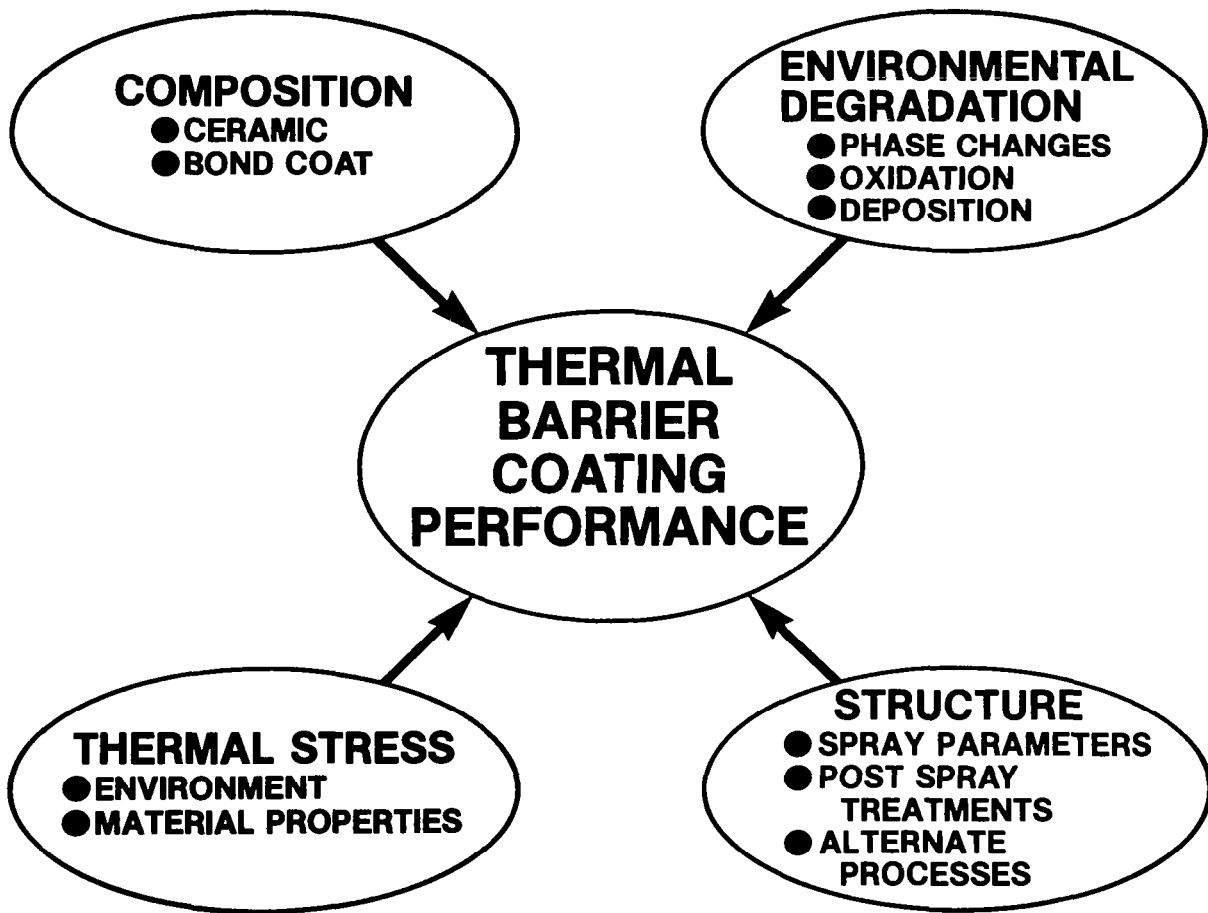 COMPOSITION
●CERAMIC
●BOND COAT
ENVIRONMENTAL
DEGRADATION
●PHASE CHANGES
●OXIDATION
●DEPOSITION
THERMAL
BARRIER
COATING
PERFORMANCE
THERMAL STRESS
●ENVIRONMENT
●MATERIAL PROPERTIES
STRUCTURE
●SPRAY PARAMETERS
●POST SPRAY
TREATMENTS
●ALTERNATE
PROCESSES